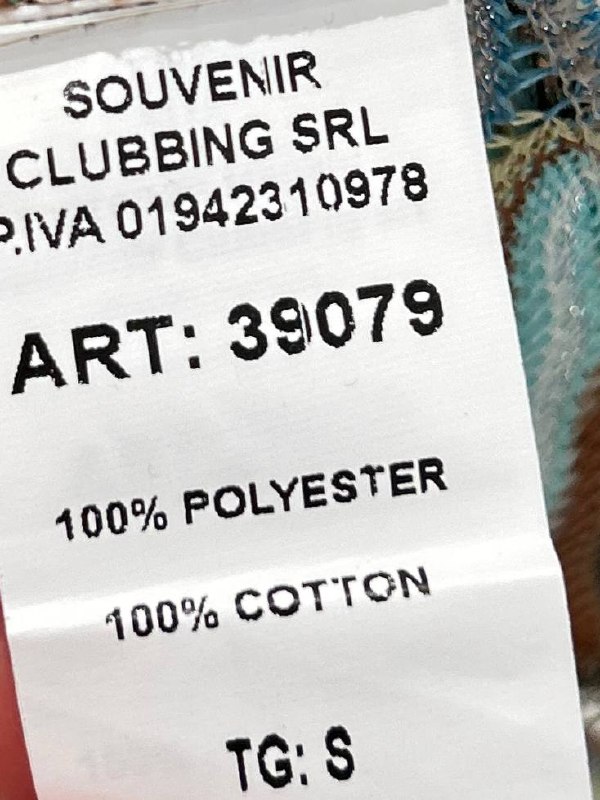 SOUVENIR
CLUBBING SRL
P.IVA 01942310978
ART: 39079
100% POLYESTER
100% COTTON
TG: S